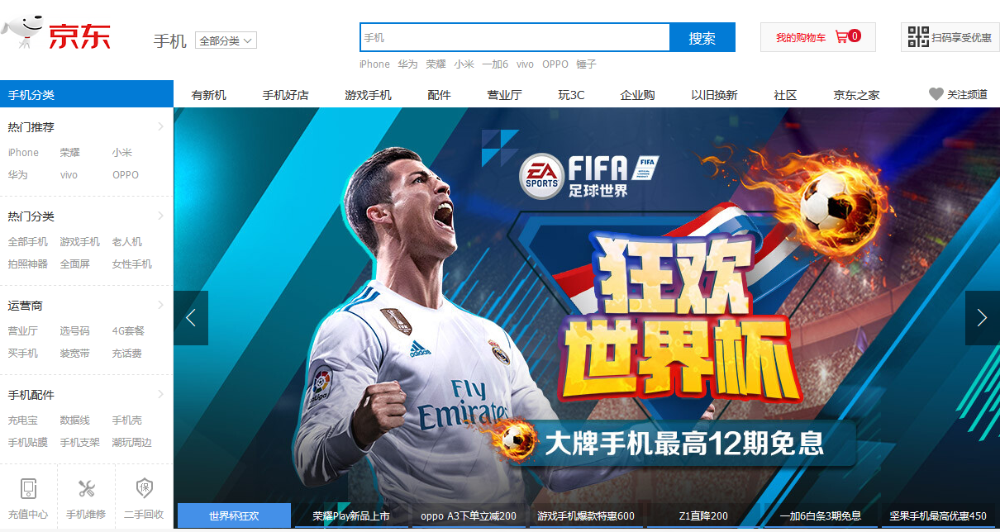 京东
手机 全部分类
手机 搜索
我的购物车 0
扫码享受优惠
iPhone 华为 荣耀 小米 一加6 vivo OPPO 锤子
手机分类
有新机 手机好店 游戏手机 配件 营业厅 玩3C 企业购 以旧换新 社区 京东之家
关注频道
热门推荐
iPhone 荣耀 小米
华为 vivo OPPO
热门分类
全部手机 游戏手机 老人机
拍照神器 全面屏 女性手机
运营商
营业厅 选号码 4G套餐
买手机 装宽带 充话费
手机配件
充电宝 数据线 手机壳
手机贴膜 手机支架 潮玩周边
保
充值中心 手机维修 二手回收
EA
SPORTS
FIFA
足球世界
FIFA
狂欢
世界杯
adidas
LaLiga
Fly
Emirates
大牌手机最高12期免息
世界杯狂欢 荣耀Play新品上市 oppo A3下单立减200 游戏手机爆款特惠600 Z1直降200 一加6白条3期免息 坚果手机最高优惠450